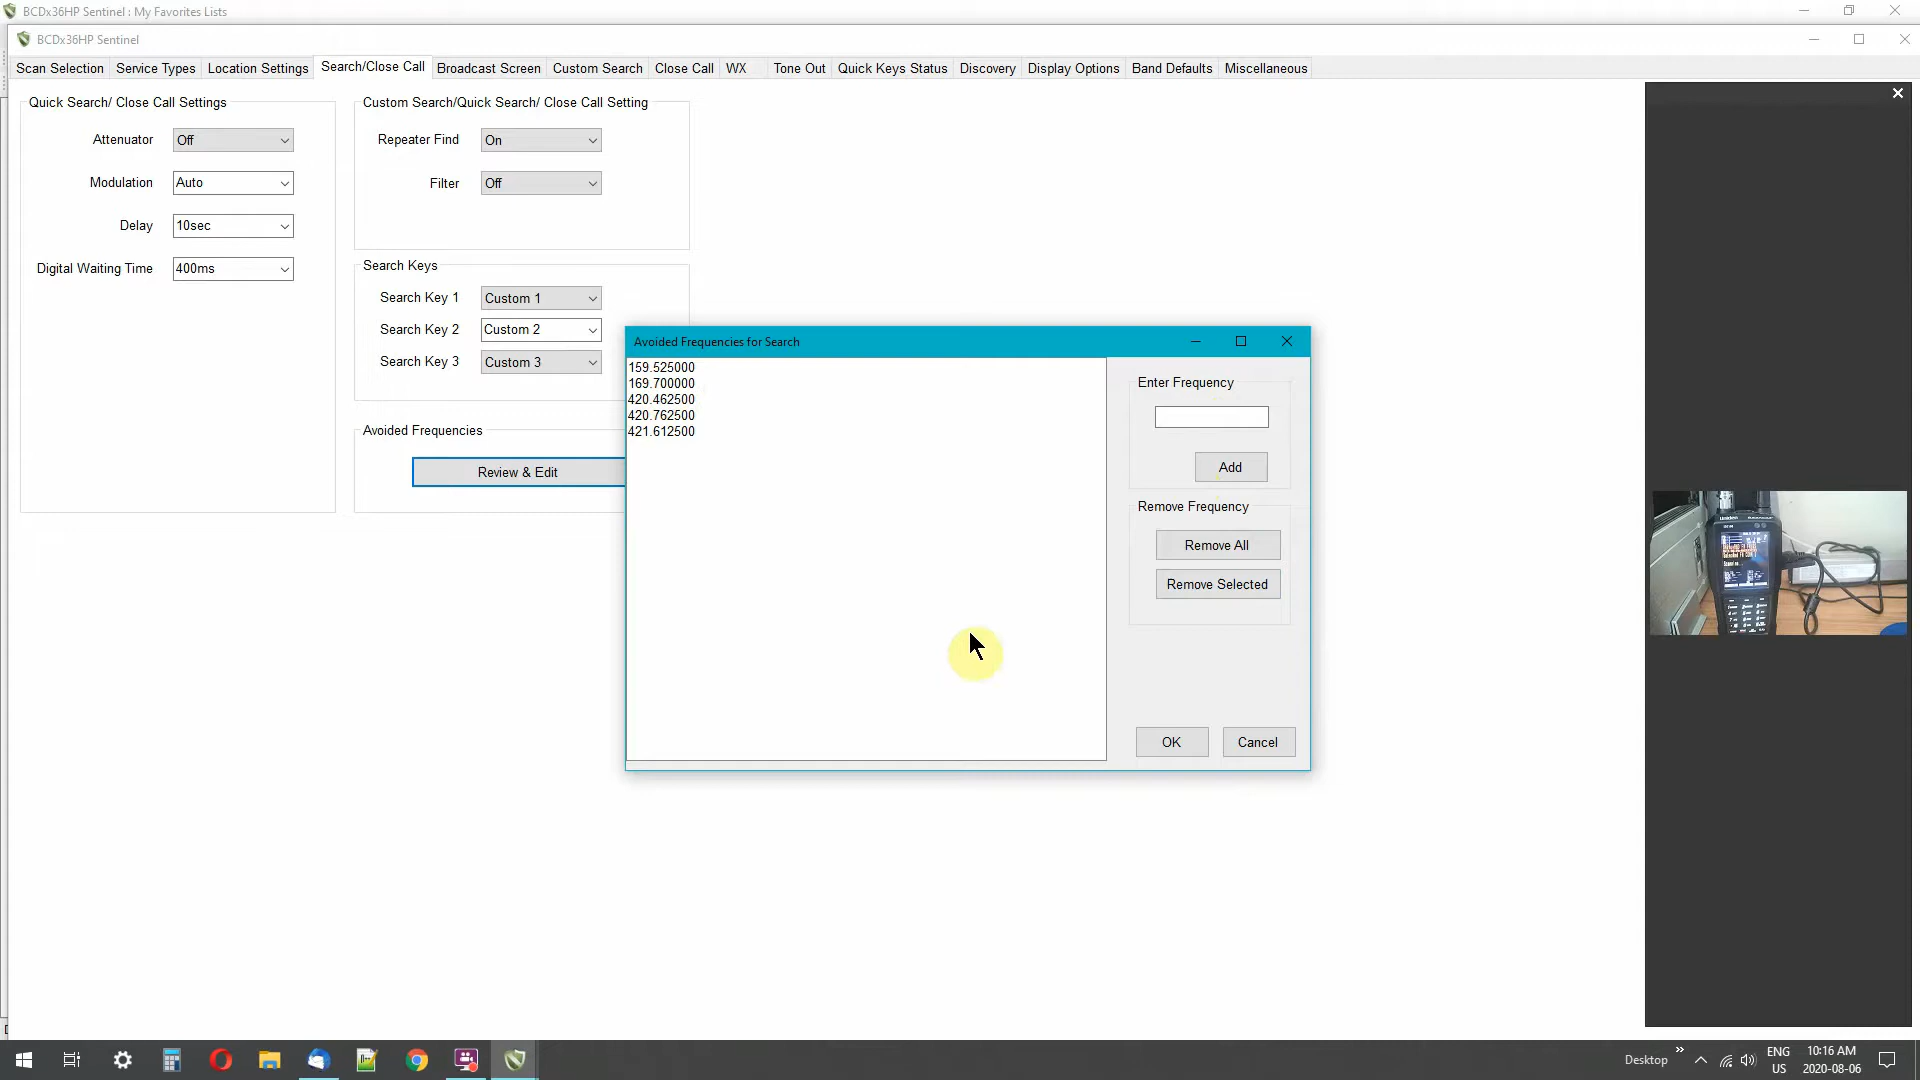 BCDx36HP Sentinel : My Favorites Lists
BCDx36HP Sentinel
Scan Selection Service Types Location Settings Search/Close Call Broadcast Screen Custom Search Close Call WX Tone Out Quick Keys Status Discovery Display Options Band Defaults Miscellaneous
Quick Search/ Close Call Settings
Attenuator Off
Modulation Auto
Delay 10sec
Digital Waiting Time 400ms
Custom Search/Quick Search/ Close Call Setting
Repeater Find On
Filter Off
Search Keys
Search Key 1 Custom 1
Search Key 2 Custom 2
Search Key 3 Custom 3
Avoided Frequencies
Review & Edit
Avoided Frequencies for Search
159.525000
169.700000
420.462500
420.762500
421.612500
Enter Frequency
Add
Remove Frequency
Remove All
Remove Selected
OK Cancel
Desktop
ENG
US
10:16 AM
2020-08-06